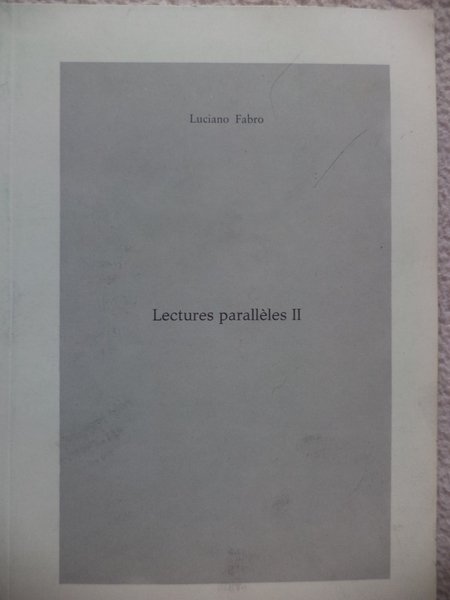 Luciano Fabro
Lectures parallèles II